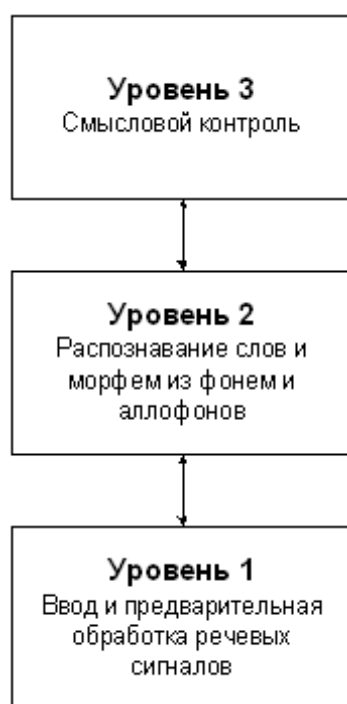 Уровень 3
Смысловой контроль
Уровень 2
Распознавание слов и
морфем из фонем и
аллофонов
Уровень 1
Ввод и предварительная
обработка речевых
сигналов